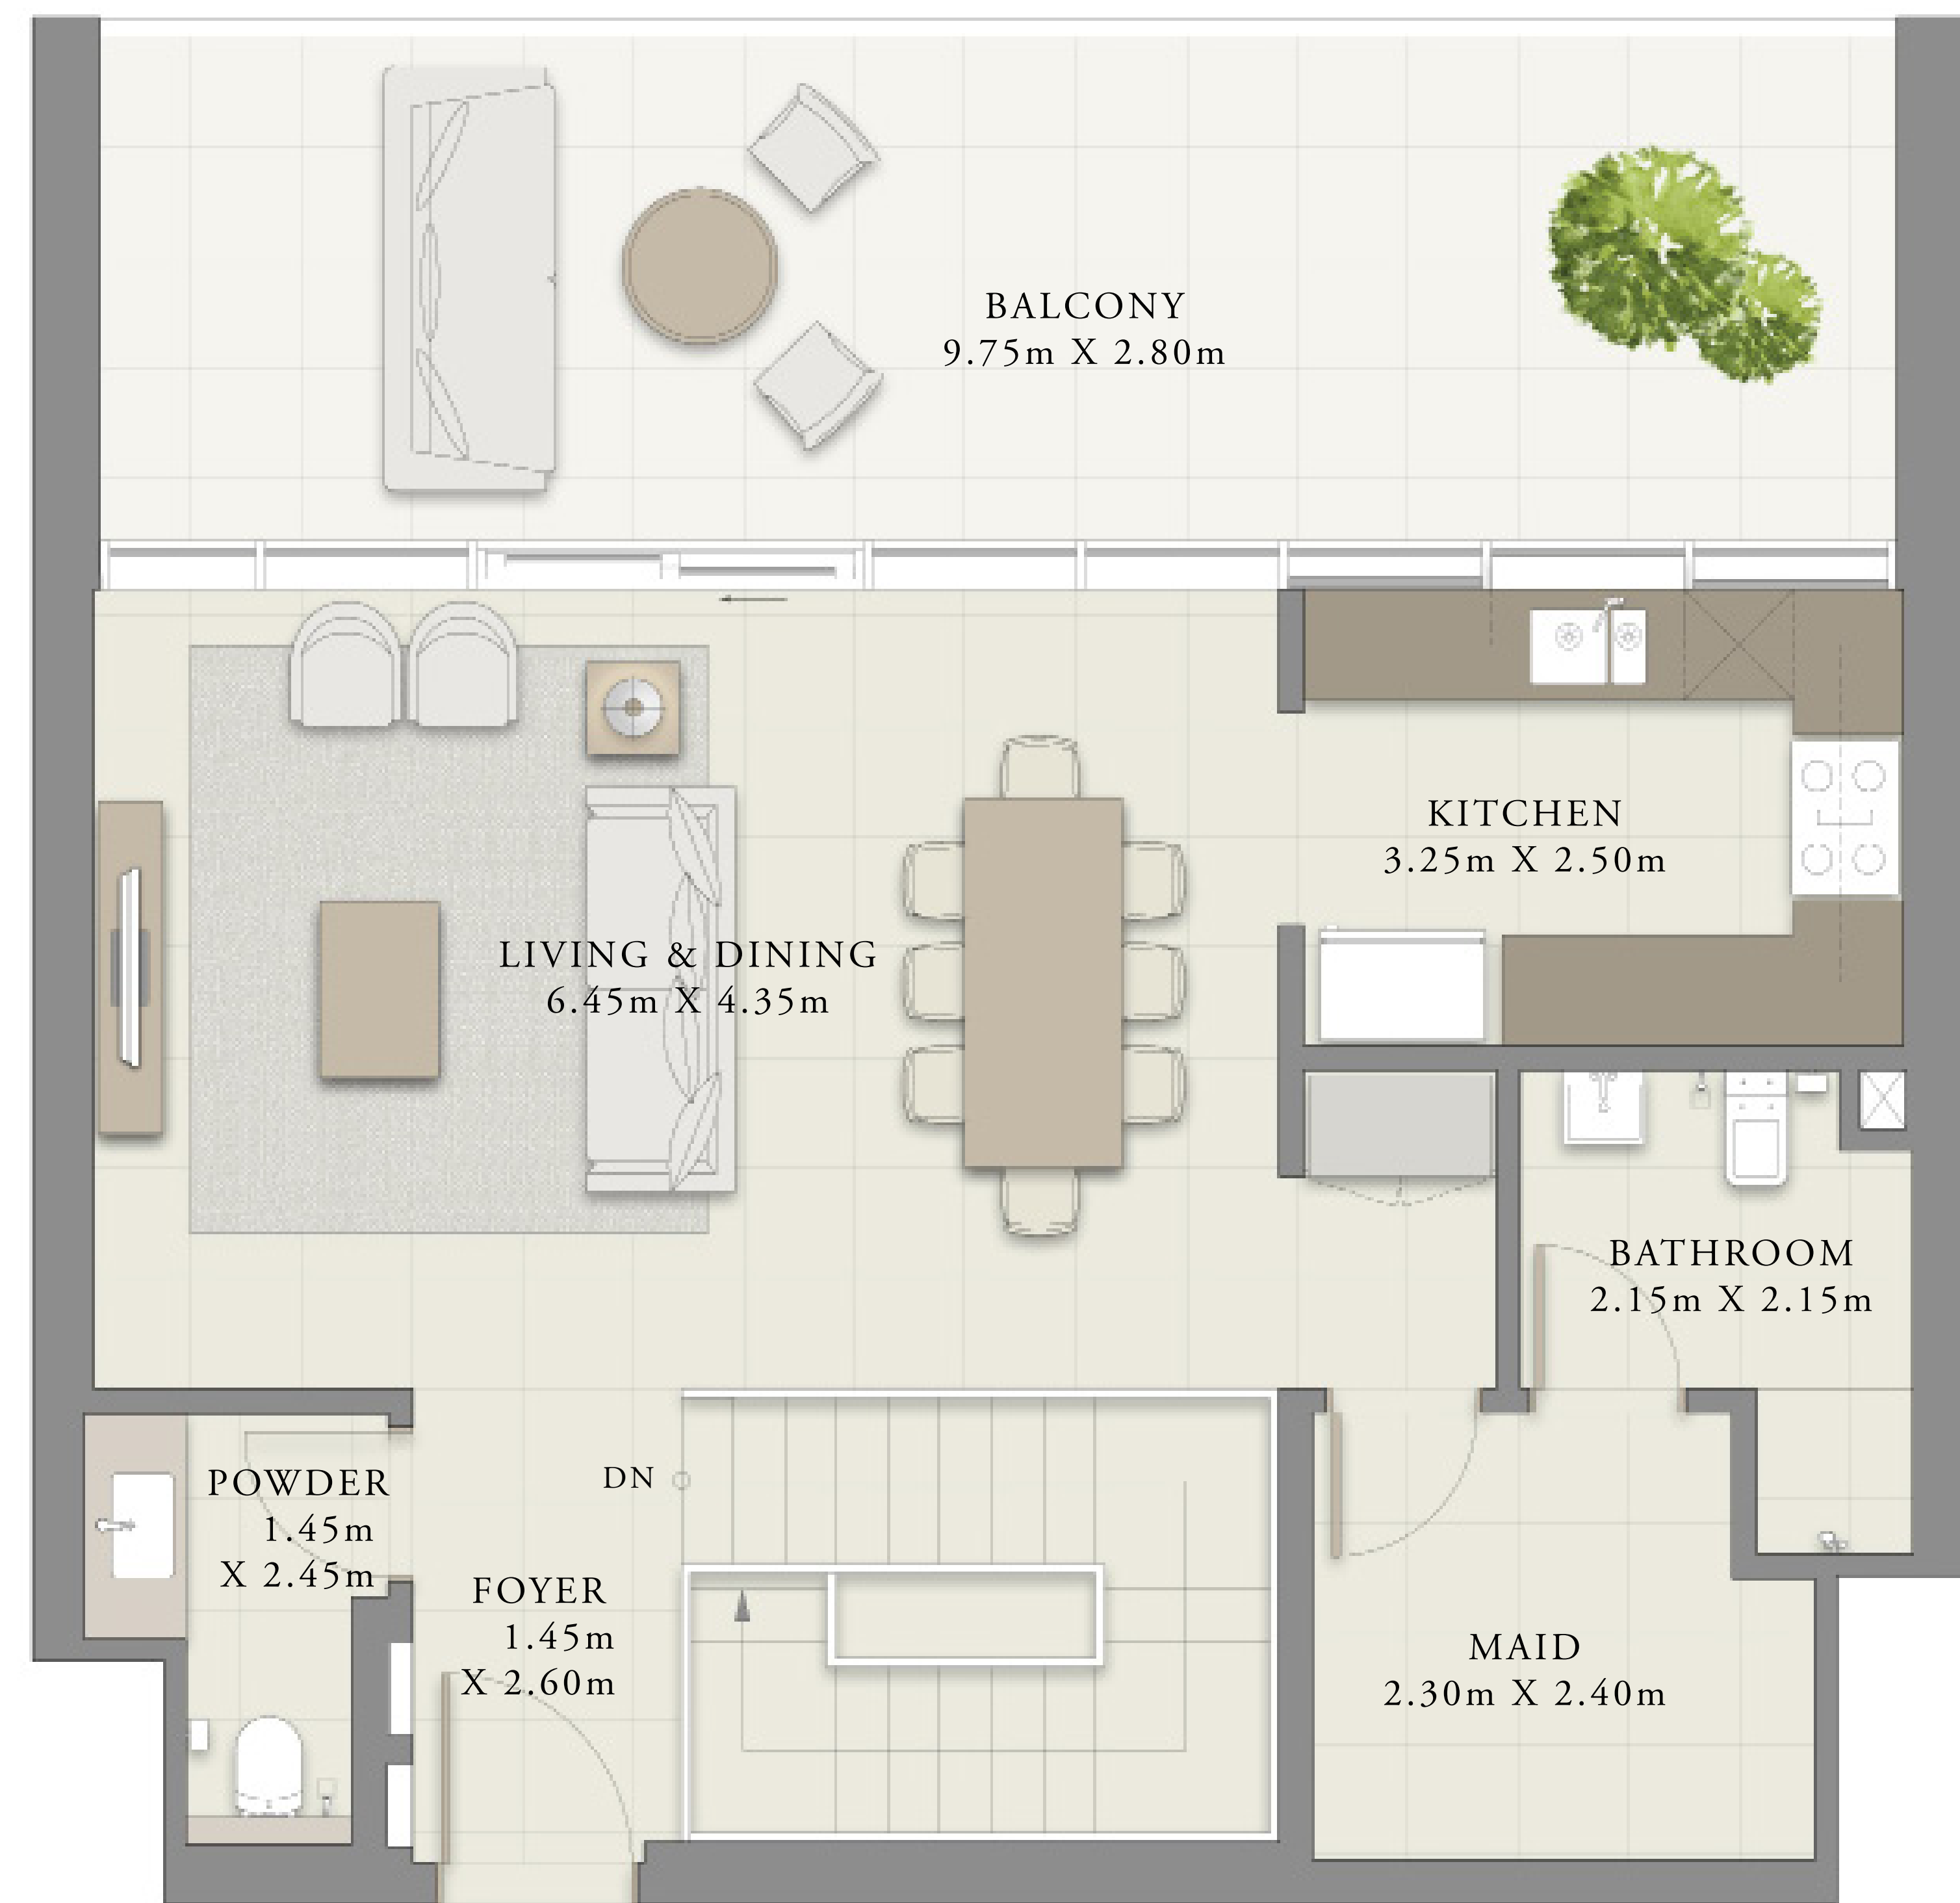 BALCONY
9.75m X 2.80m
KITCHEN
3.25m X 2.50m
LIVING & DINING
6.45m X 4.35m
BATHROOM
2.15m X 2.15m
POWDER
1.45m
X 2.45m
DN
FOYER
1.45m
X 2.60m
MAID
2.30m X 2.40m